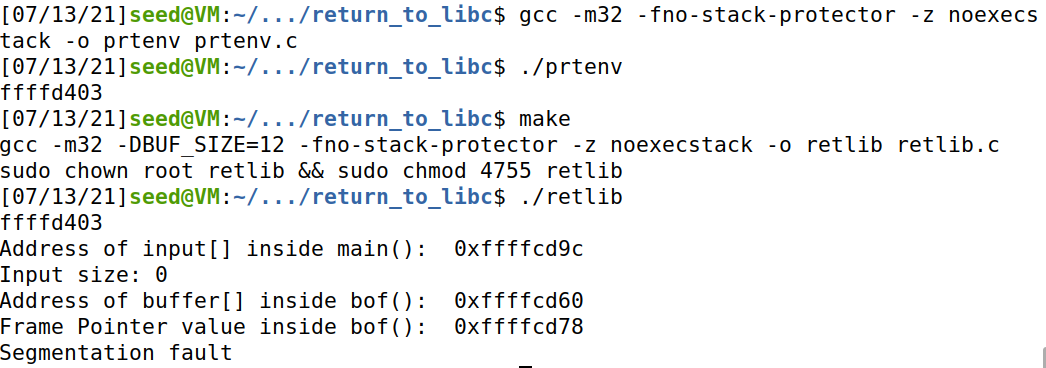 [07/13/21]seed@VM:~/.../return_to_libc$ gcc -m32 -fno-stack-protector -z noexecs
tack -o prtenv prtenv.c
[07/13/21]seed@VM:~/.../return_to_libc$ ./prtenv
ffffd403
[07/13/21]seed@VM:~/.../return_to_libc$ make
gcc -m32 -DBUF_SIZE=12 -fno-stack-protector -z noexecstack -o retlib retlib.c
sudo chown root retlib && sudo chmod 4755 retlib
[07/13/21]seed@VM:~/.../return_to_libc$ ./retlib
ffffd403
Address of input[] inside main():  0xffffcd9c
Input size: 0
Address of buffer[] inside bof():  0xffffcd60
Frame Pointer value inside bof():  0xffffcd78
Segmentation fault